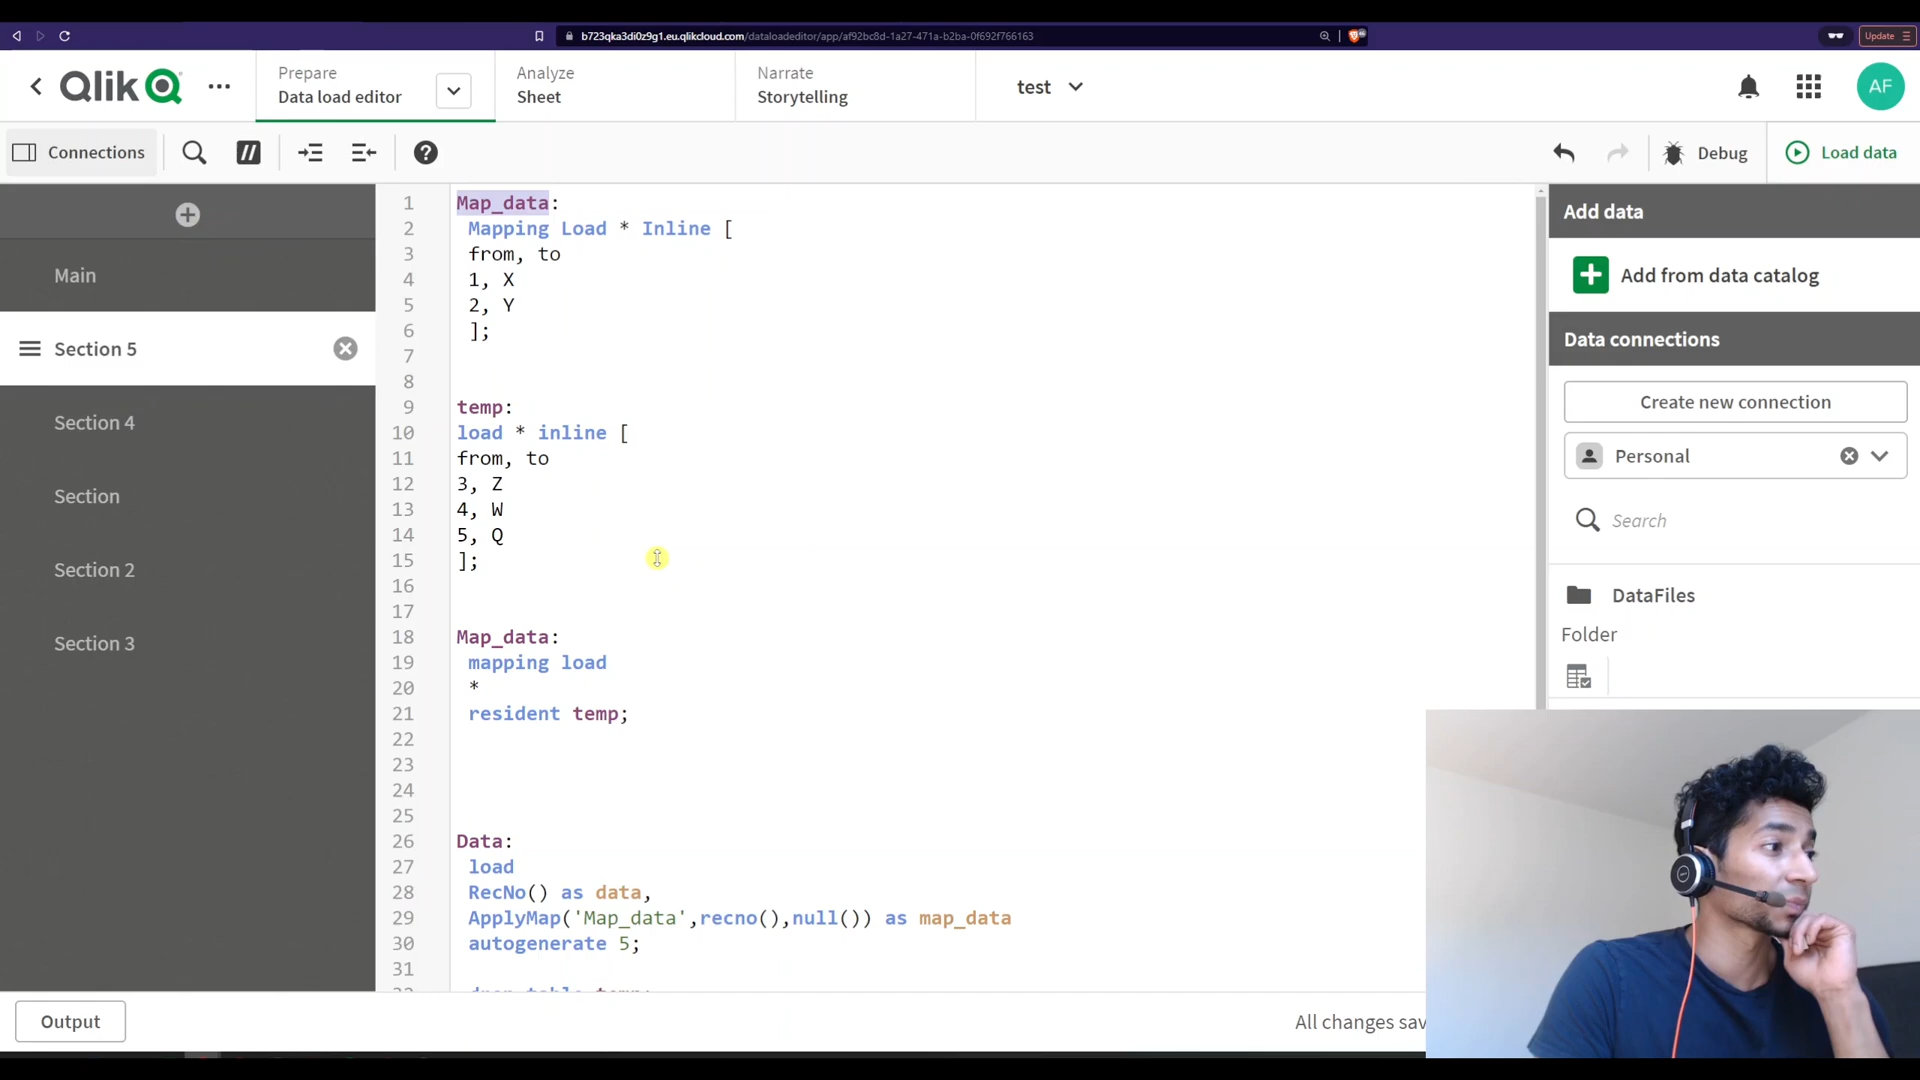 b723qka3di0z9g1.eu.qlikcloud.com/dataloadeditor/app/af92bc8d-1a27-471a-b2ba-0f692f766163
Update
Qlik
Prepare
Data load editor
Analyze
Sheet
Narrate
Storytelling
test
AF
Connections
Debug
Load data
Main
Section 5
Section 4
Section
Section 2
Section 3
1 Map_data:
2 Mapping Load * Inline [
3 from, to
4 1, X
5 2, Y
6 ];
7
8
9 temp:
10 load * inline [
11 from, to
12 3, Z
13 4, W
14 5, Q
15 ];
16
17
18 Map_data:
19 mapping load
20 *
21 resident temp;
22
23
24
25
26 Data:
27 load
28 RecNo() as data,
29 ApplyMap('Map_data',recno(),null()) as map_data
30 autogenerate 5;
31
Add data
Add from data catalog
Data connections
Create new connection
Personal
Search
DataFiles
Folder
Output
All changes sav